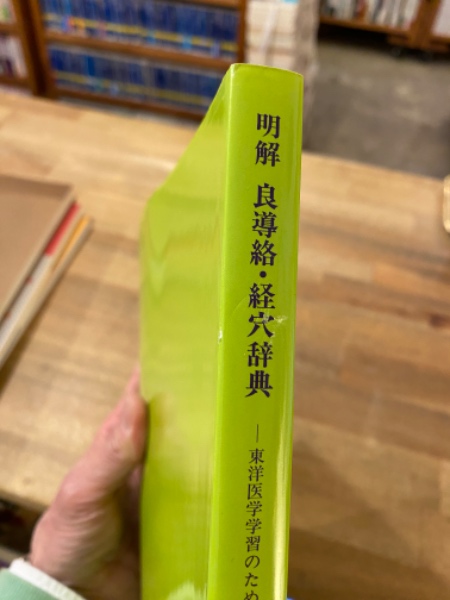 明解 良導絡・経穴辞典
―東洋医学学習のため